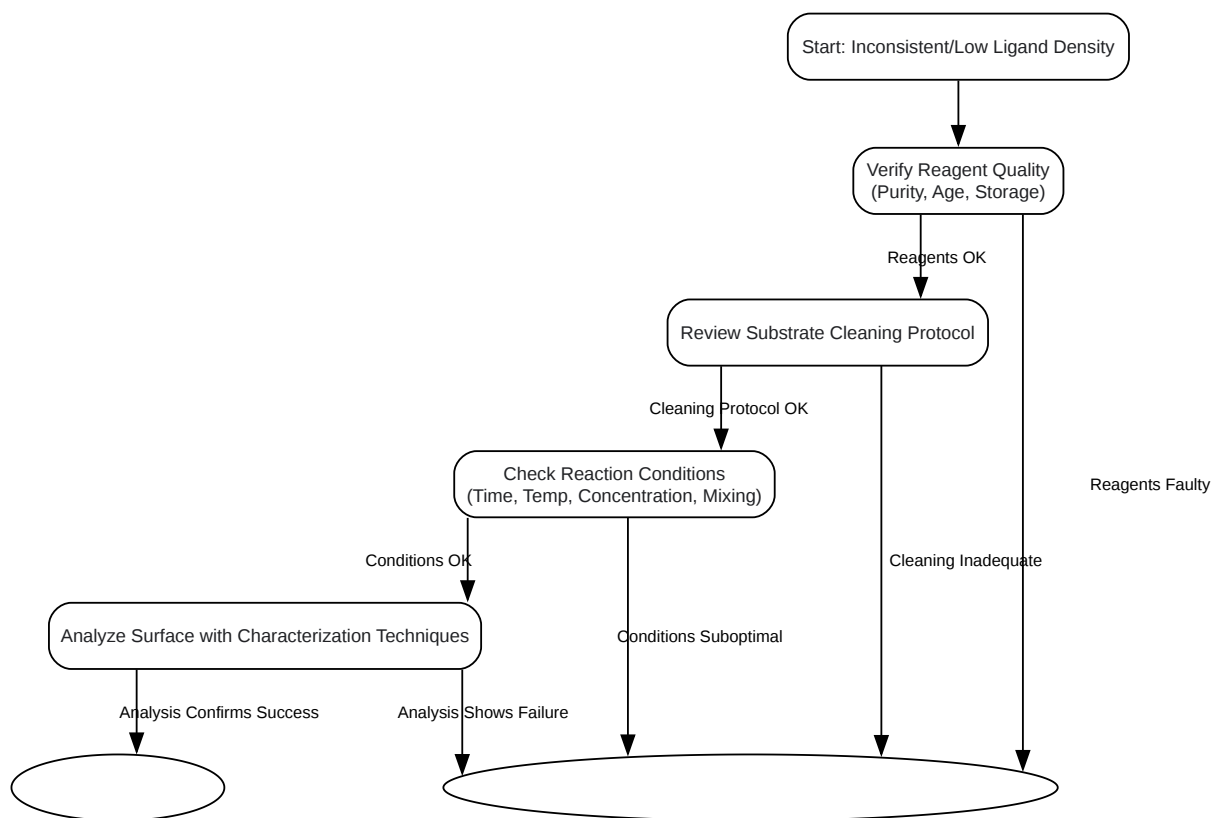 Start: Inconsistent/Low Ligand Density
Verify Reagent Quality
(Purity, Age, Storage)
Reagents OK
Review Substrate Cleaning Protocol
Cleaning Protocol OK
Check Reaction Conditions
(Time, Temp, Concentration, Mixing)
Reagents Faulty
Conditions OK
Cleaning Inadequate
Analyze Surface with Characterization Techniques
Conditions Suboptimal
Analysis Confirms Success
Analysis Shows Failure